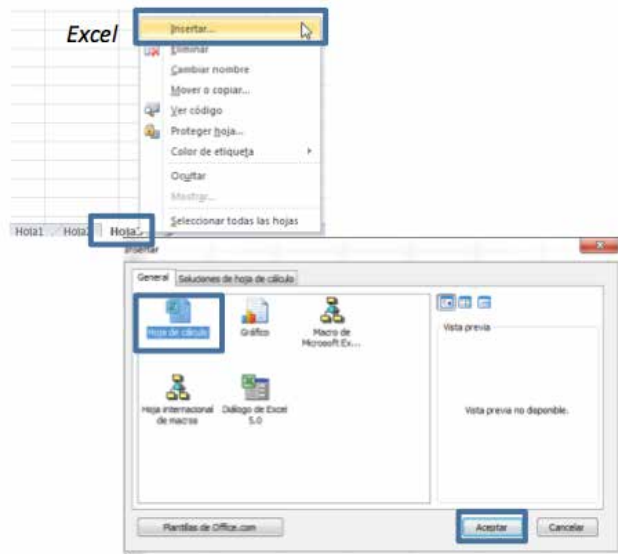 Excel
Insertar...
Eliminar
Cambiar nombre
Mover o copiar...
Ver código
Proteger hoja...
Color de etiqueta
Ocultar
Mostrar...
Seleccionar todas las hojas
Hoja1 Hoja2 Hoja3
Insertar
General Soluciones de hoja de cálculo
Hoja de cálculo
Gráfico
Macro de
Microsoft Ex...
Hoja internacional
de macros
Diálogo de Excel
5.0
Vista previa
Vista previa no disponible.
Plantillas de Office.com
Aceptar
Cancelar